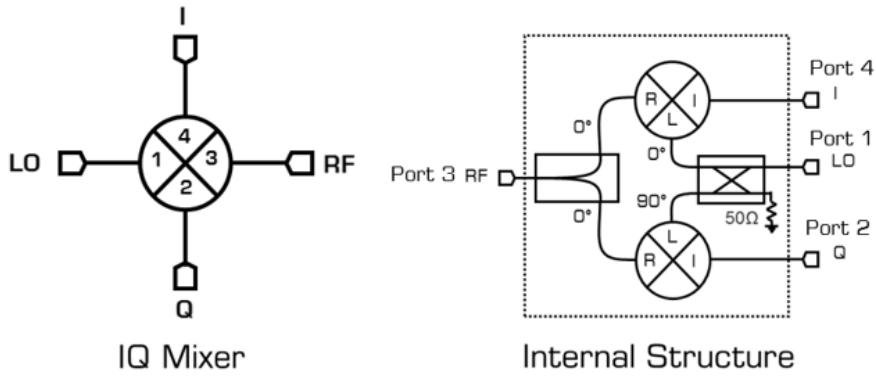 I
LO
1
4
3
2
RF
Q
IQ Mixer
Port 3 RF
0°
0°
R
I
L
0°
90°
L
R
I
50Ω
Port 4
I
Port 1
LO
Port 2
Q
Internal Structure